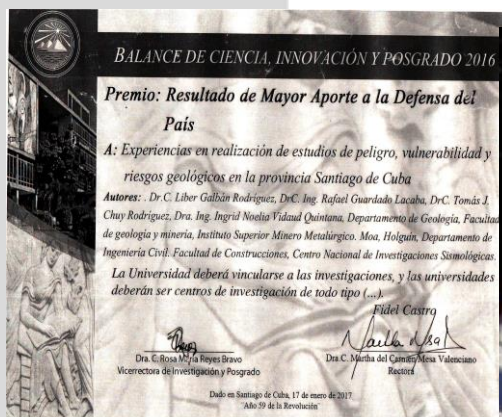 BALANCE DE CIENCIA, INNOVACIÓN Y POSGRADO 2016
Premio: Resultado de Mayor Aporte a la Defensa del
País
A: Experiencias en realización de estudios de peligro, vulnerabilidad y
riesgos geológicos en la provincia Santiago de Cuba
Autores: . Dr.C. Liber Galbán Rodríguez, DrC. Ing. Rafael Guardado Lacaba, DrC. Tomás J.
Chuy Rodríguez, Dra. Ing. Ingrid Noelia Vidaud Quintana, Departamento de Geología, Facultad
de geología y minería, Instituto Superior Minero Metalúrgico. Moa, Holguín, Departamento de
Ingeniería Civil. Facultad de Construcciones, Centro Nacional de Investigaciones Sismológicas.
La Universidad deberá vincularse a las investigaciones, y las universidades
deberán ser centros de investigación de todo tipo (...).
Fidel Castro
Dra. C. Rosa María Reyes Bravo
Vicerrectora de Investigación y Posgrado
Dra C. Martha del Carmen Mesa Valenciano
Rectora
Dado en Santiago de Cuba, 17 de enero de 2017
"Año 59 de la Revolución"